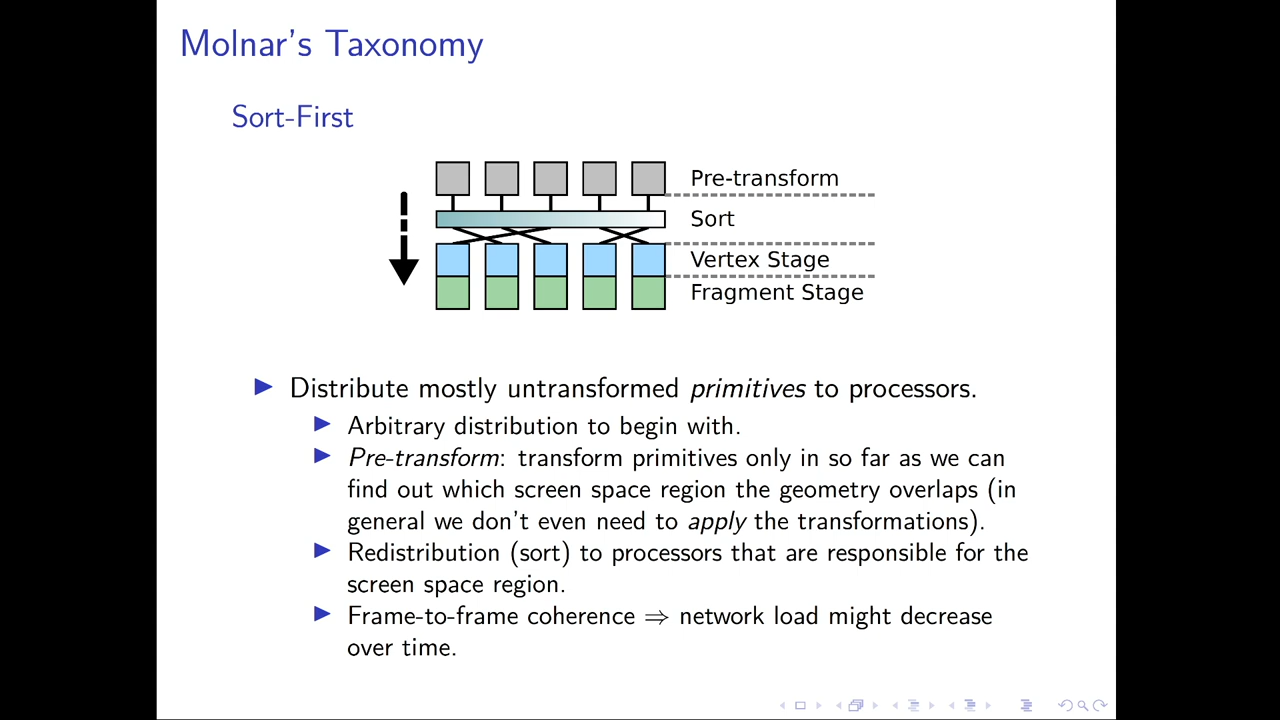 Molnar's Taxonomy
Sort-First
Pre-transform
Sort
Vertex Stage
Fragment Stage
Distribute mostly untransformed primitives to processors.
Arbitrary distribution to begin with.
Pre-transform: transform primitives only in so far as we can
find out which screen space region the geometry overlaps (in
general we don't even need to apply the transformations).
Redistribution (sort) to processors that are responsible for the
screen space region.
Frame-to-frame coherence ⇒ network load might decrease
over time.